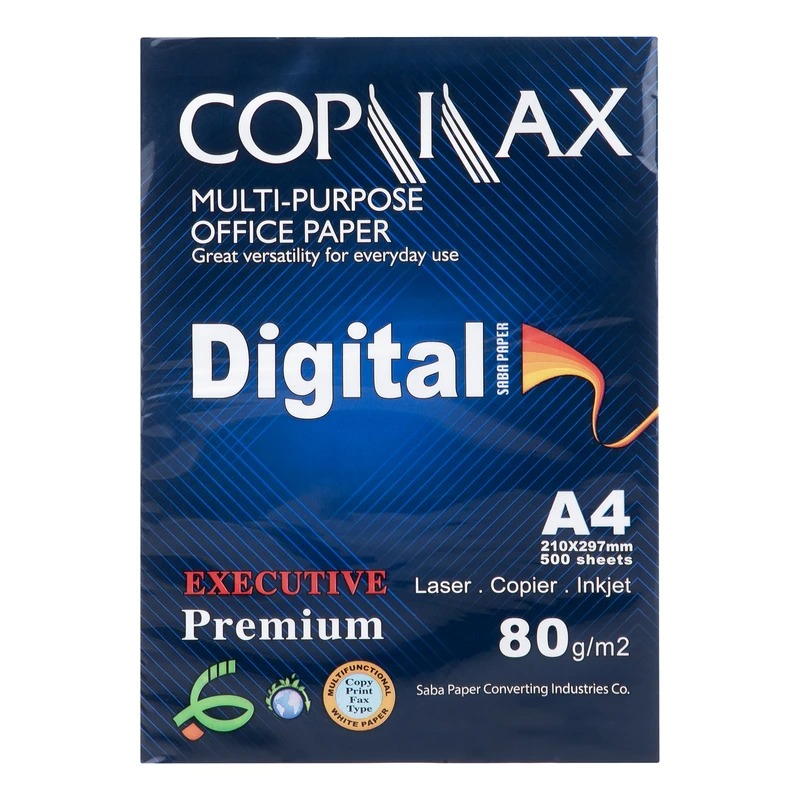 COPIMAX
MULTI-PURPOSE
OFFICE PAPER
Great versatility for everyday use
Digital
SABA PAPER
A4
210X297mm
500 sheets
EXECUTIVE
Premium
Laser . Copier . Inkjet
80g/m2
MULTIFUNCTIONAL
Copy
Print
Fax
Type
WHITE PAPER
Saba Paper Converting Industries Co.